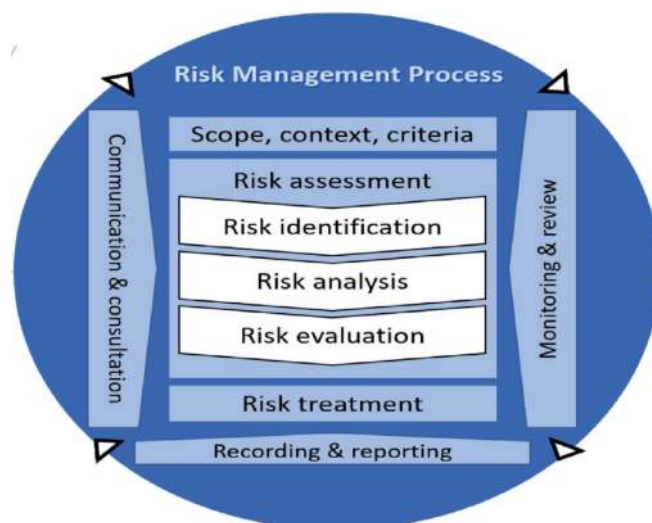 Risk Management Process
Scope, context, criteria
Risk assessment
Risk identification
Risk analysis
Risk evaluation
Risk treatment
Recording & reporting
Communication & consultation
Monitoring & review